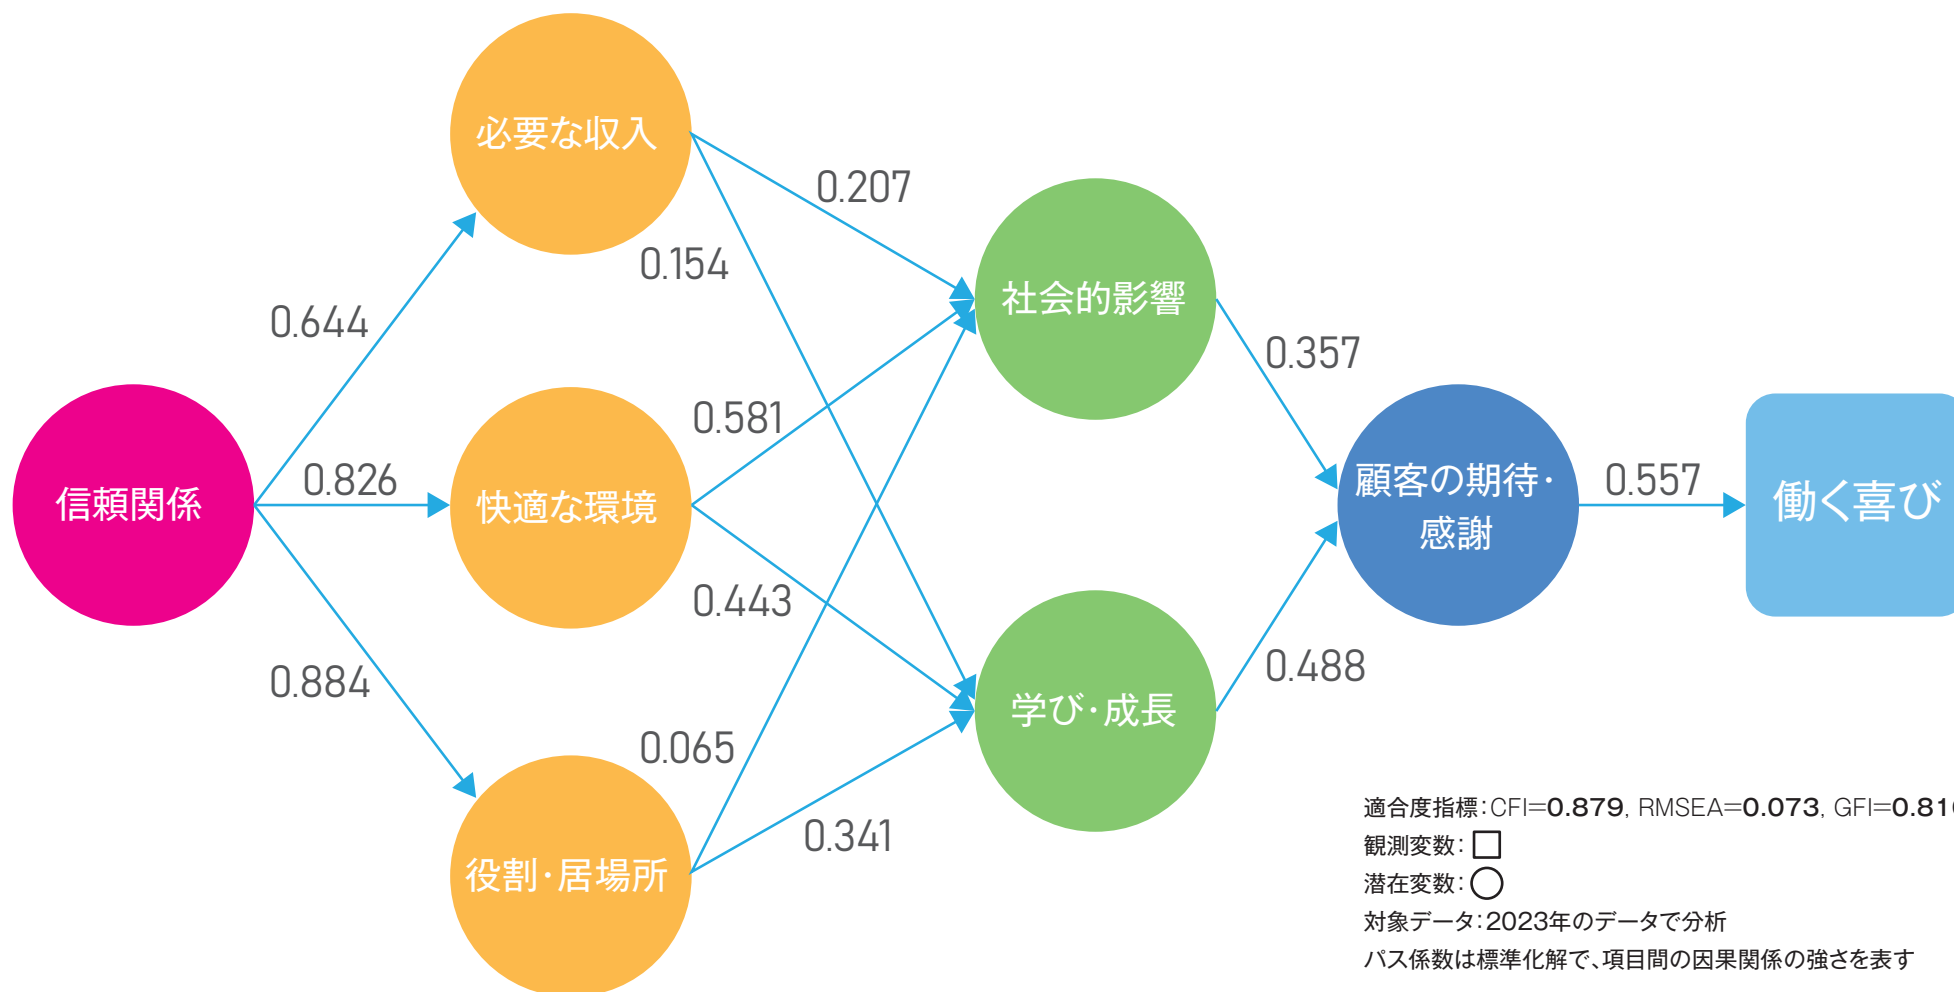 必要な収入
0.207
0.154
社会的影響
0.644
0.357
0.581
信頼関係
0.826
快適な環境
顧客の期待・
感謝
0.557
働く喜び
0.443
0.884
0.488
学び・成長
0.065
0.341
役割・居場所
適合度指標：CFI=0.879, RMSEA=0.073, GFI=
観測変数：
潜在変数：
対象データ：2023年のデータで分析
パス係数は標準化解で、項目間の因果関係の強さを表す